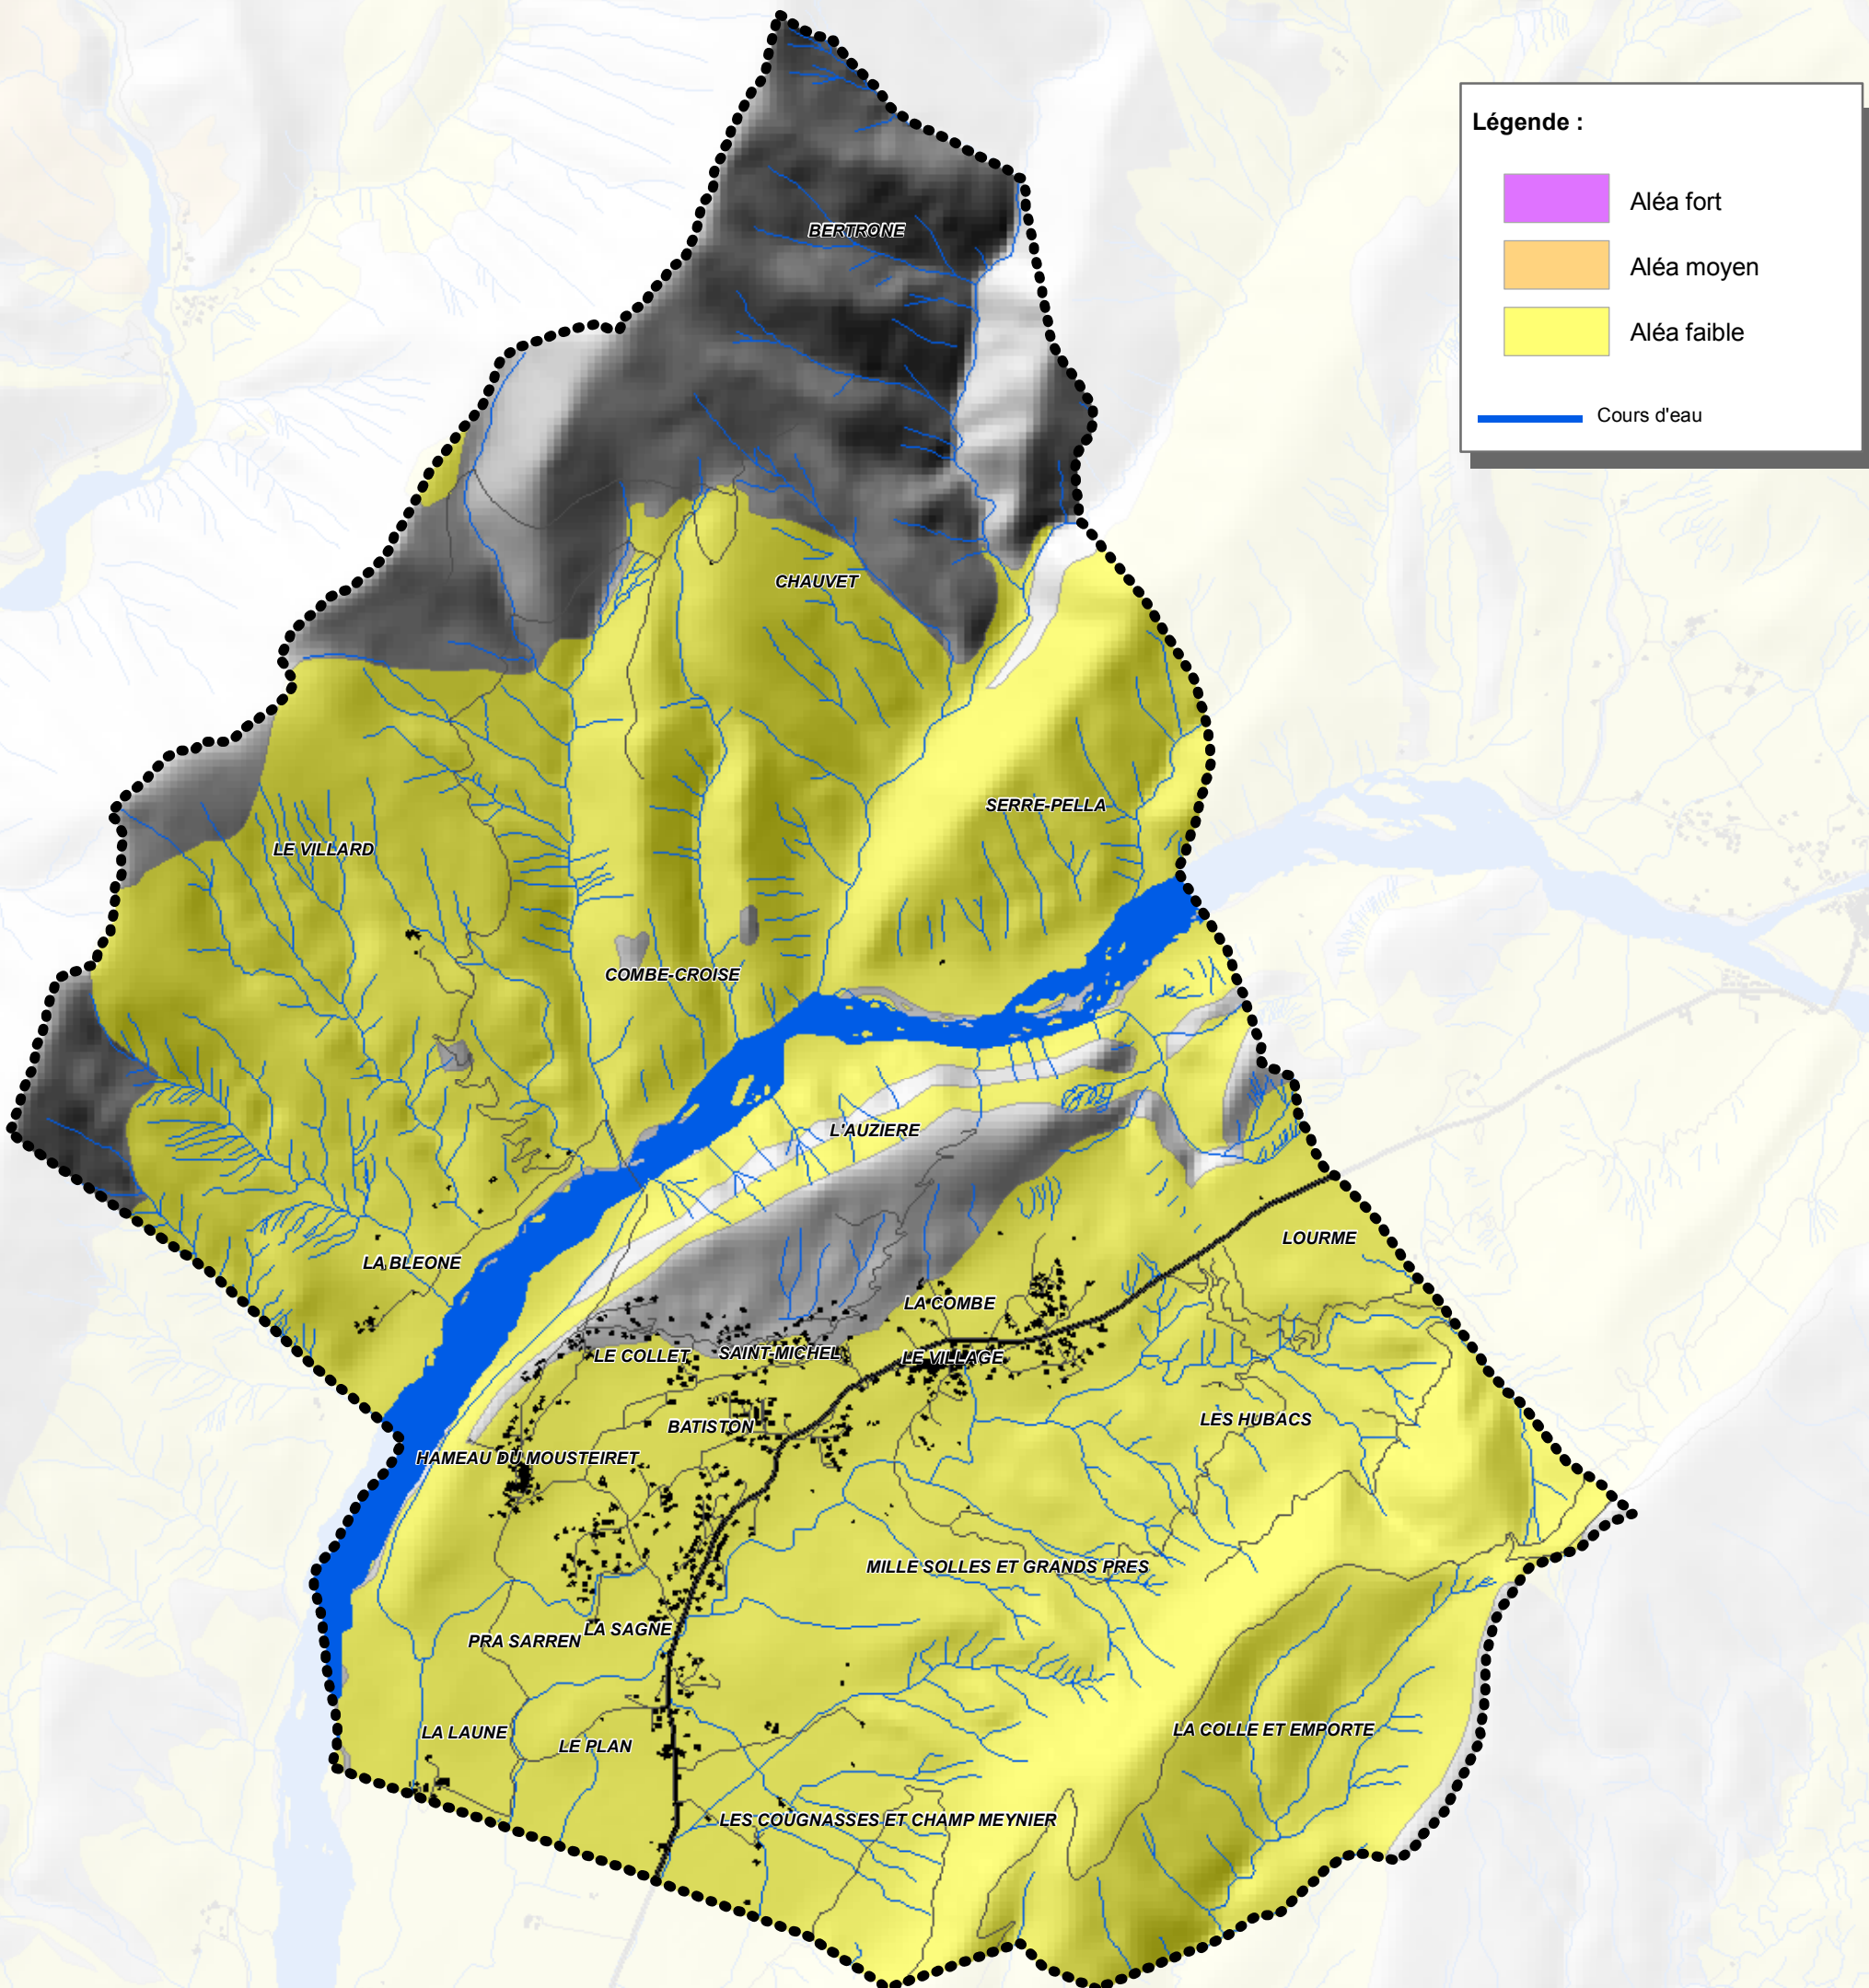 Légende :
Aléa fort
Aléa moyen
Aléa faible
Cours d'eau
BERTRONE
CHAUVET
SERRE-PELLA
LE VILLARD
COMBE-CROISE
L'AUZIERE
LOURME
LA BLEONE
LA COMBE
LE COLLET
SAINT-MICHEL
LE VILLAGE
BATISTON
LES HUBACS
HAMEAU DU MOUSTEIRET
MILLE SOLLES ET GRANDS PRES
LA SAGNE
PRA SARREN
LA LAUNE
LE PLAN
LA COLLE ET EMPORTE
LES COUGNASSES ET CHAMP MEYNIER